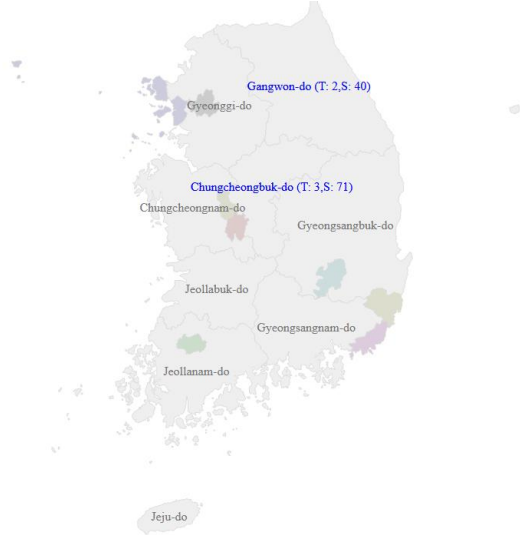 Gangwon-do (T: 2,S: 40)
Gyeonggi-do
Chungcheongbuk-do (T: 3,S: 71)
Chungcheongnam-do
Gyeongsangbuk-do
Jeollabuk-do
Gyeongsangnam-do
Jeollanam-do
Jeju-do